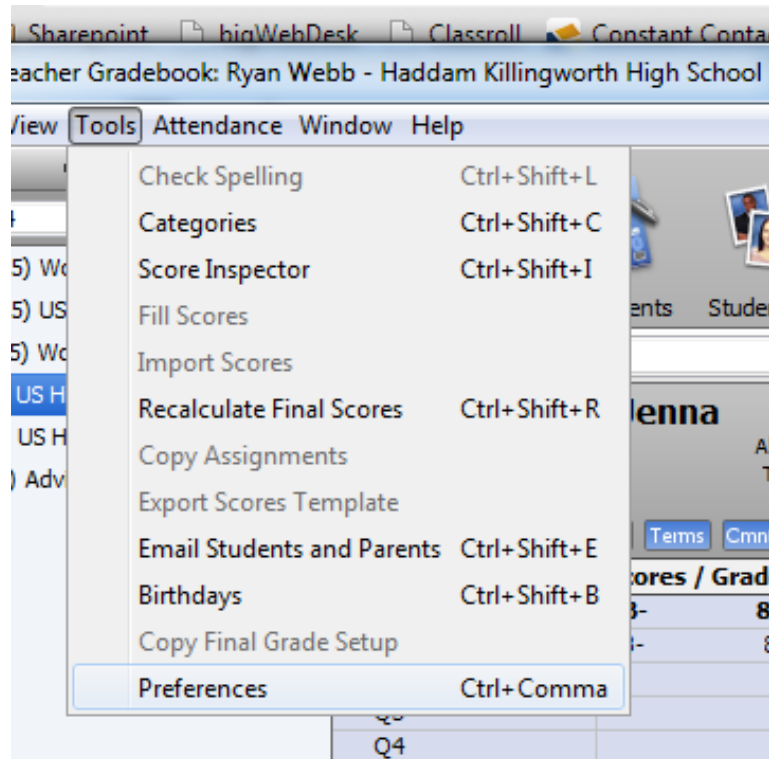 Sharepoint bigWebDesk Classroll Constant Conta
eacher Gradebook: Ryan Webb - Haddam Killingworth High School
View Tools Attendance Window Help
Check Spelling Ctrl+Shift+L
Categories Ctrl+Shift+C
Score Inspector Ctrl+Shift+I
Fill Scores
Import Scores
Recalculate Final Scores Ctrl+Shift+R
Copy Assignments
Export Scores Template
Email Students and Parents Ctrl+Shift+E
Birthdays Ctrl+Shift+B
Copy Final Grade Setup
Preferences Ctrl+Comma
5) Wo
5) US
5) Wo
US H
US H
) Advi
ents Stude
Jenna
A
T
Terms Cmn
ores / Grad
B- 8
8
Q3
Q4